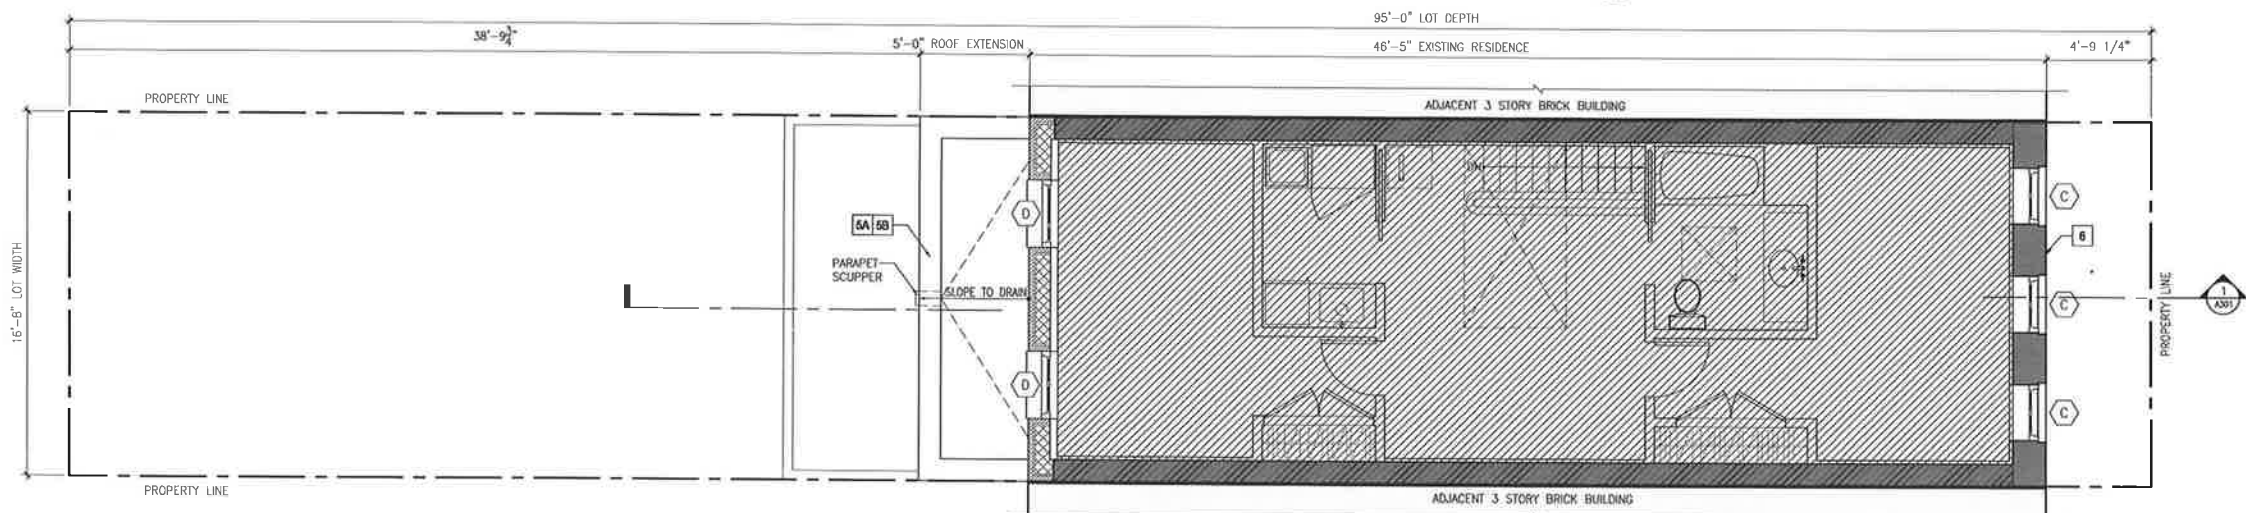 95'-0" LOT DEPTH
38'-9 3/4"
5'-0" ROOF EXTENSION
46'-5" EXISTING RESIDENCE
4'-9 1/4"
PROPERTY LINE
ADJACENT 3 STORY BRICK BUILDING
DN
16'-8" LOT WIDTH
D
C
5A 5B
6
PARAPET
SCUPPER
SLOPE TO DRAIN
PROPERTY LINE
1
A301
C
D
C
PROPERTY LINE
ADJACENT 3 STORY BRICK BUILDING